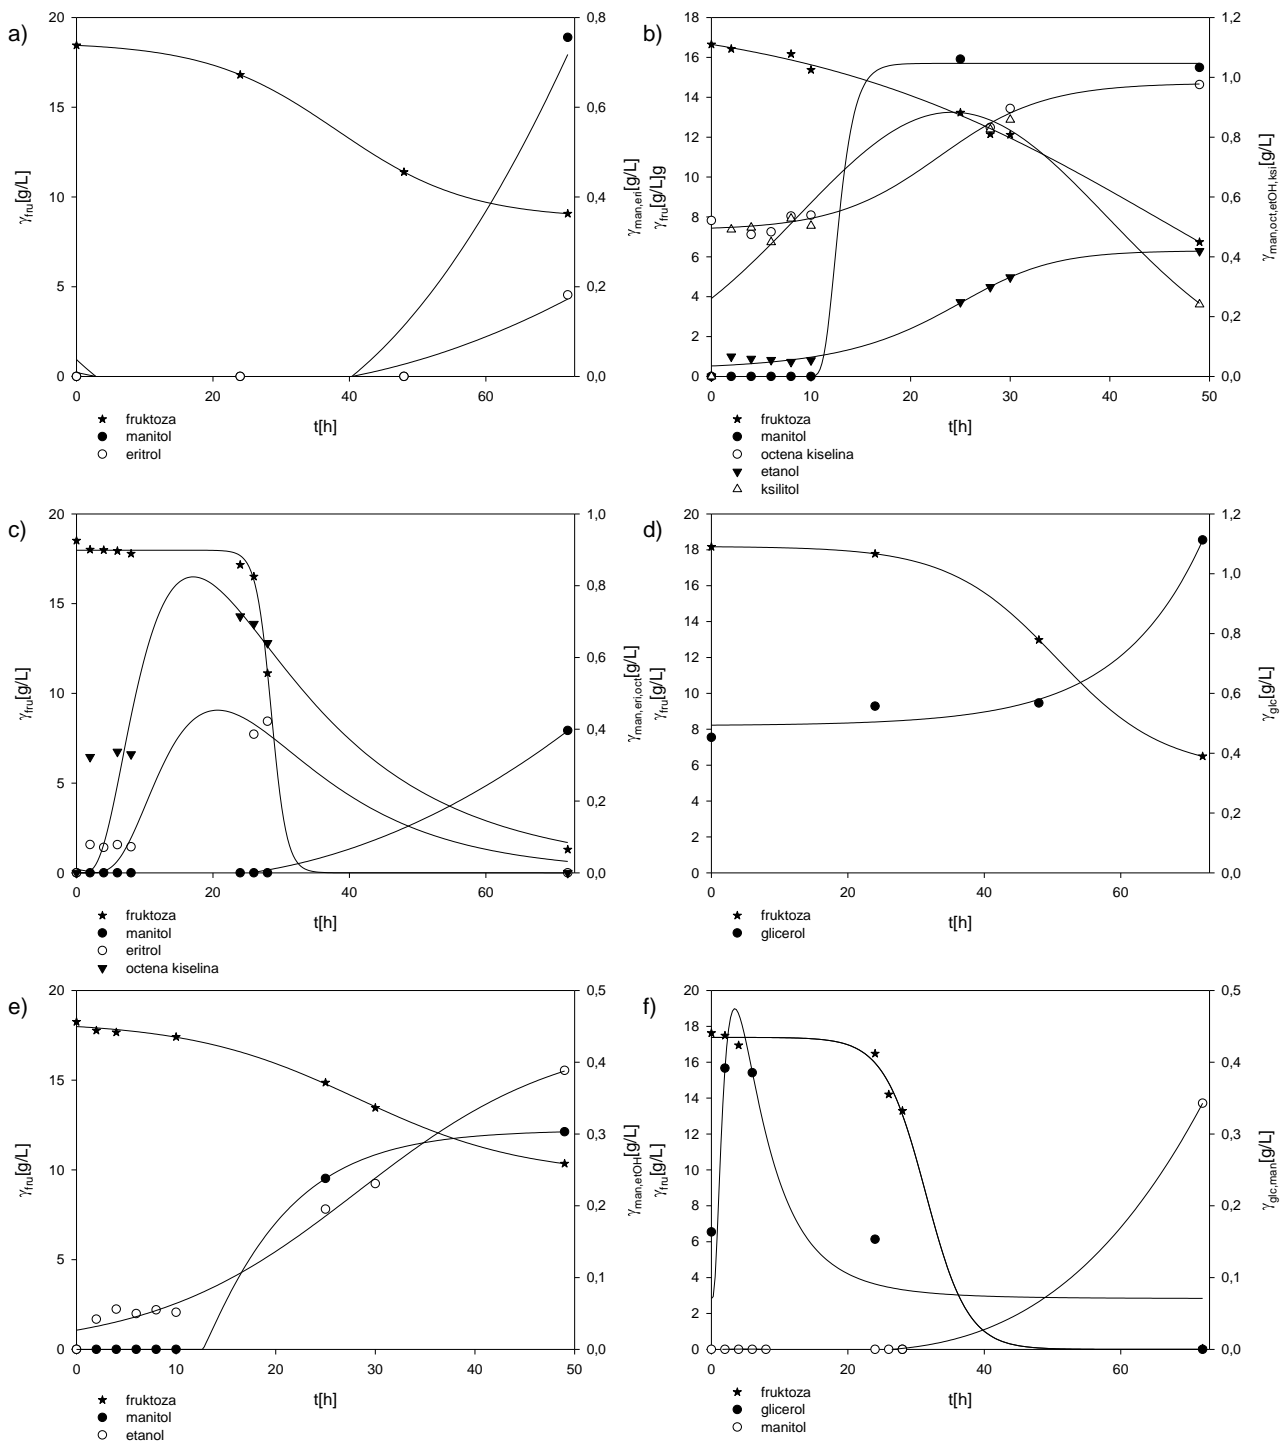 a)
20
15
10
5
0
γfru[g/L]
0,8
0,6
0,4
0,2
0,0
γman,eri[g/L]
0 20 40 60
t[h]
fruktoza
manitol
eritrol
b)
18
16
14
12
10
8
6
4
2
0
γfru[g/L]g
1,2
1,0
0,8
0,6
0,4
0,2
0,0
γman,oct,etOH,ksi[g/L]
0 10 20 30 40 50
t[h]
fruktoza
manitol
octena kiselina
etanol
ksilitol
c)
20
15
10
5
0
γfru[g/L]
1,0
0,8
0,6
0,4
0,2
0,0
γman,eri,oct[g/L]
0 20 40 60
t[h]
fruktoza
manitol
eritrol
octena kiselina
d)
20
18
16
14
12
10
8
6
4
2
0
γfru[g/L]
1,2
1,0
0,8
0,6
0,4
0,2
0,0
γglc[g/L]
0 20 40 60
t[h]
fruktoza
glicerol
e)
20
15
10
5
0
γfru[g/L]
0,5
0,4
0,3
0,2
0,1
0,0
γman,etOH[g/L]
0 10 20 30 40 50
t[h]
fruktoza
manitol
etanol
f)
20
18
16
14
12
10
8
6
4
2
0
γfru[g/L]
0,5
0,4
0,3
0,2
0,1
0,0
γglc,man[g/L]
0 20 40 60
t[h]
fruktoza
glicerol
manitol